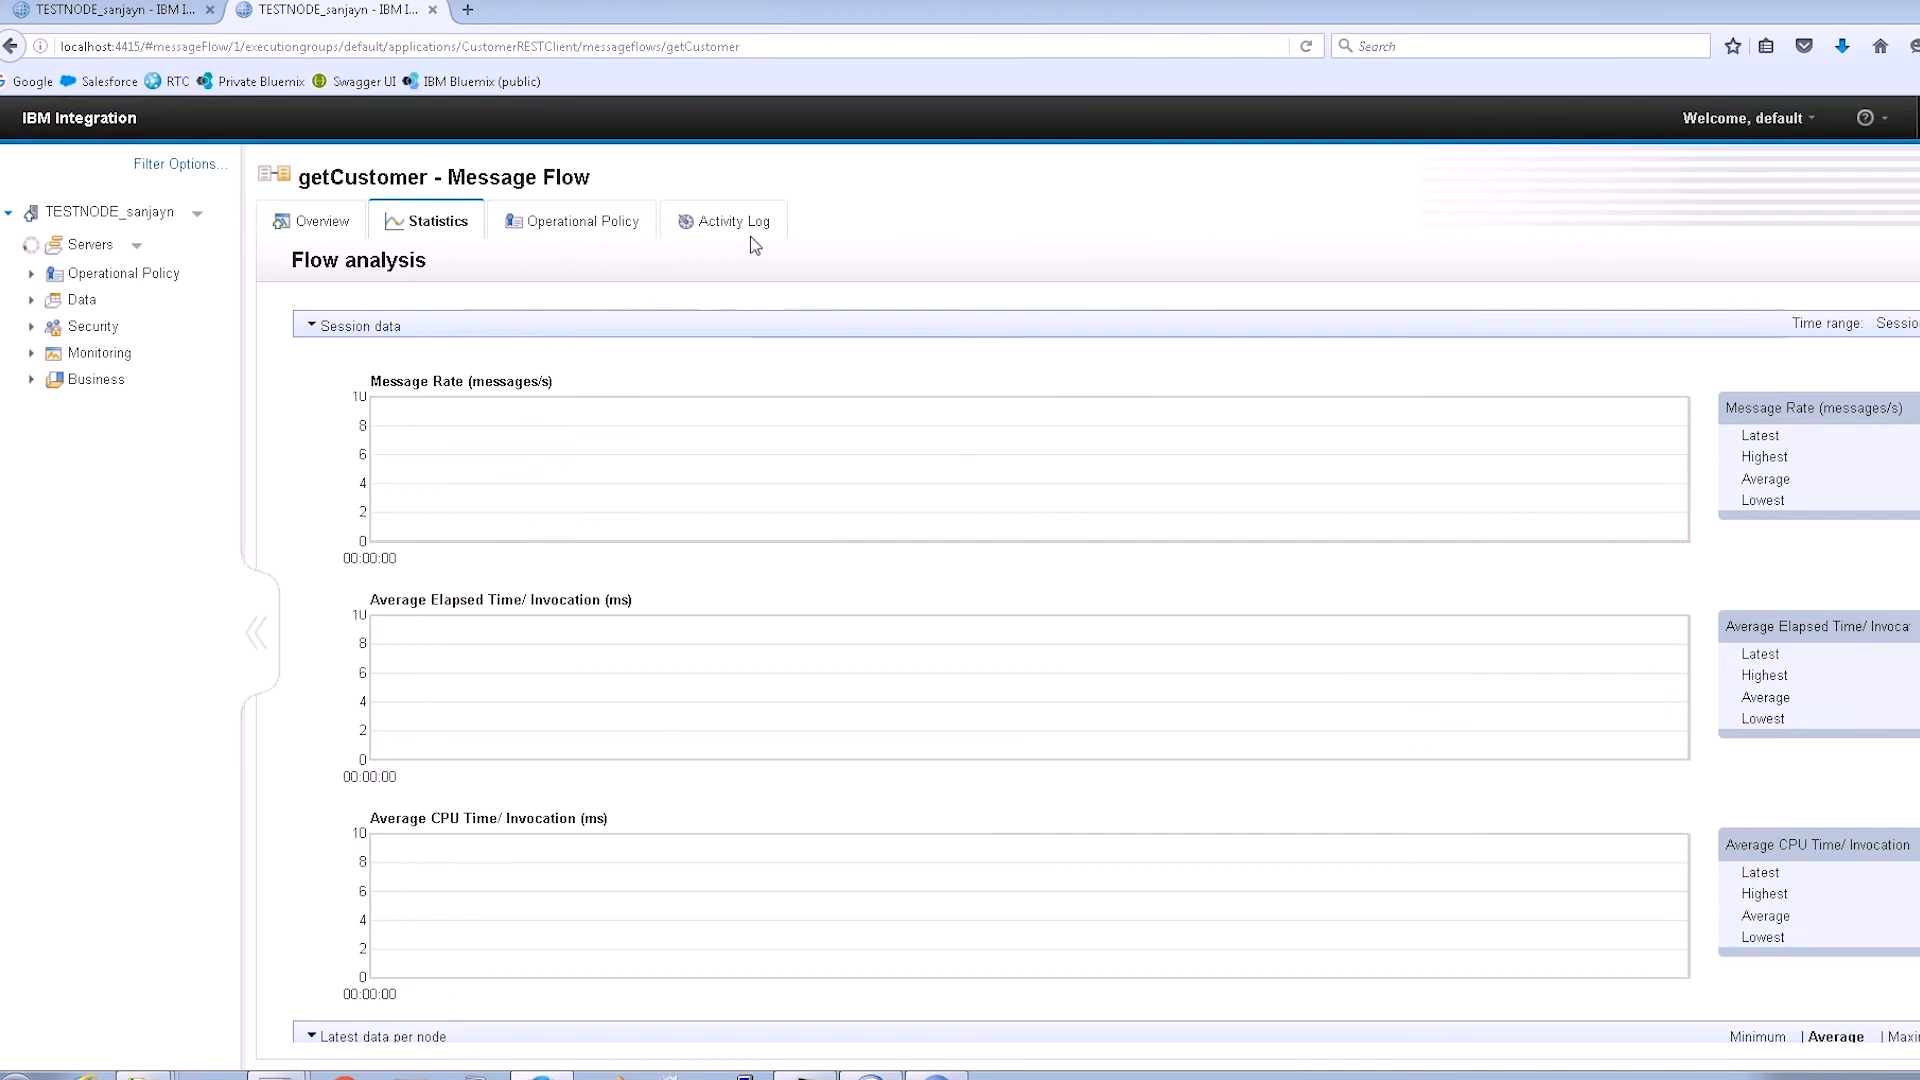 TESTNODE_sanjayn - IBM I...
TESTNODE_sanjayn - IBM I...
localhost:4415/#messageFlow/1/executiongroups/default/applications/CustomerRESTClient/messageflows/getCustomer
Search
Google Salesforce RTC Private Bluemix Swagger UI IBM Bluemix (public)
IBM Integration
Welcome, default
Filter Options...
TESTNODE_sanjayn
Servers
Operational Policy
Data
Security
Monitoring
Business
getCustomer - Message Flow
Overview
Statistics
Operational Policy
Activity Log
Flow analysis
Session data
Time range: Sessio
Message Rate (messages/s)
10
8
6
4
2
0
00:00:00
Message Rate (messages/s)
Latest
Highest
Average
Lowest
Average Elapsed Time/ Invocation (ms)
10
8
6
4
2
0
00:00:00
Average Elapsed Time/ Invoca
Latest
Highest
Average
Lowest
Average CPU Time/ Invocation (ms)
10
8
6
4
2
0
00:00:00
Average CPU Time/ Invocation
Latest
Highest
Average
Lowest
Latest data per node
Minimum | Average | Maxi